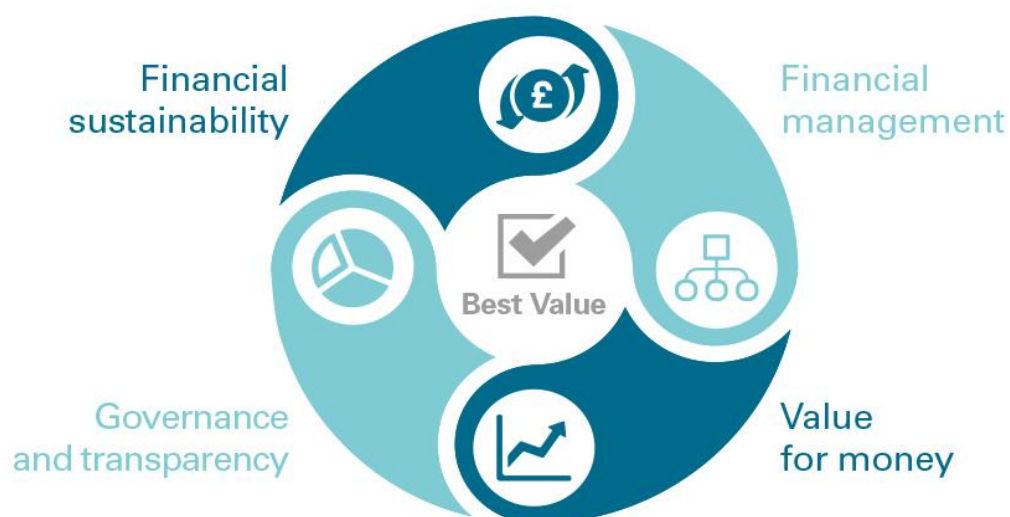 Financial
sustainability
Financial
management
£
Best Value
Governance
and transparency
Value
for money